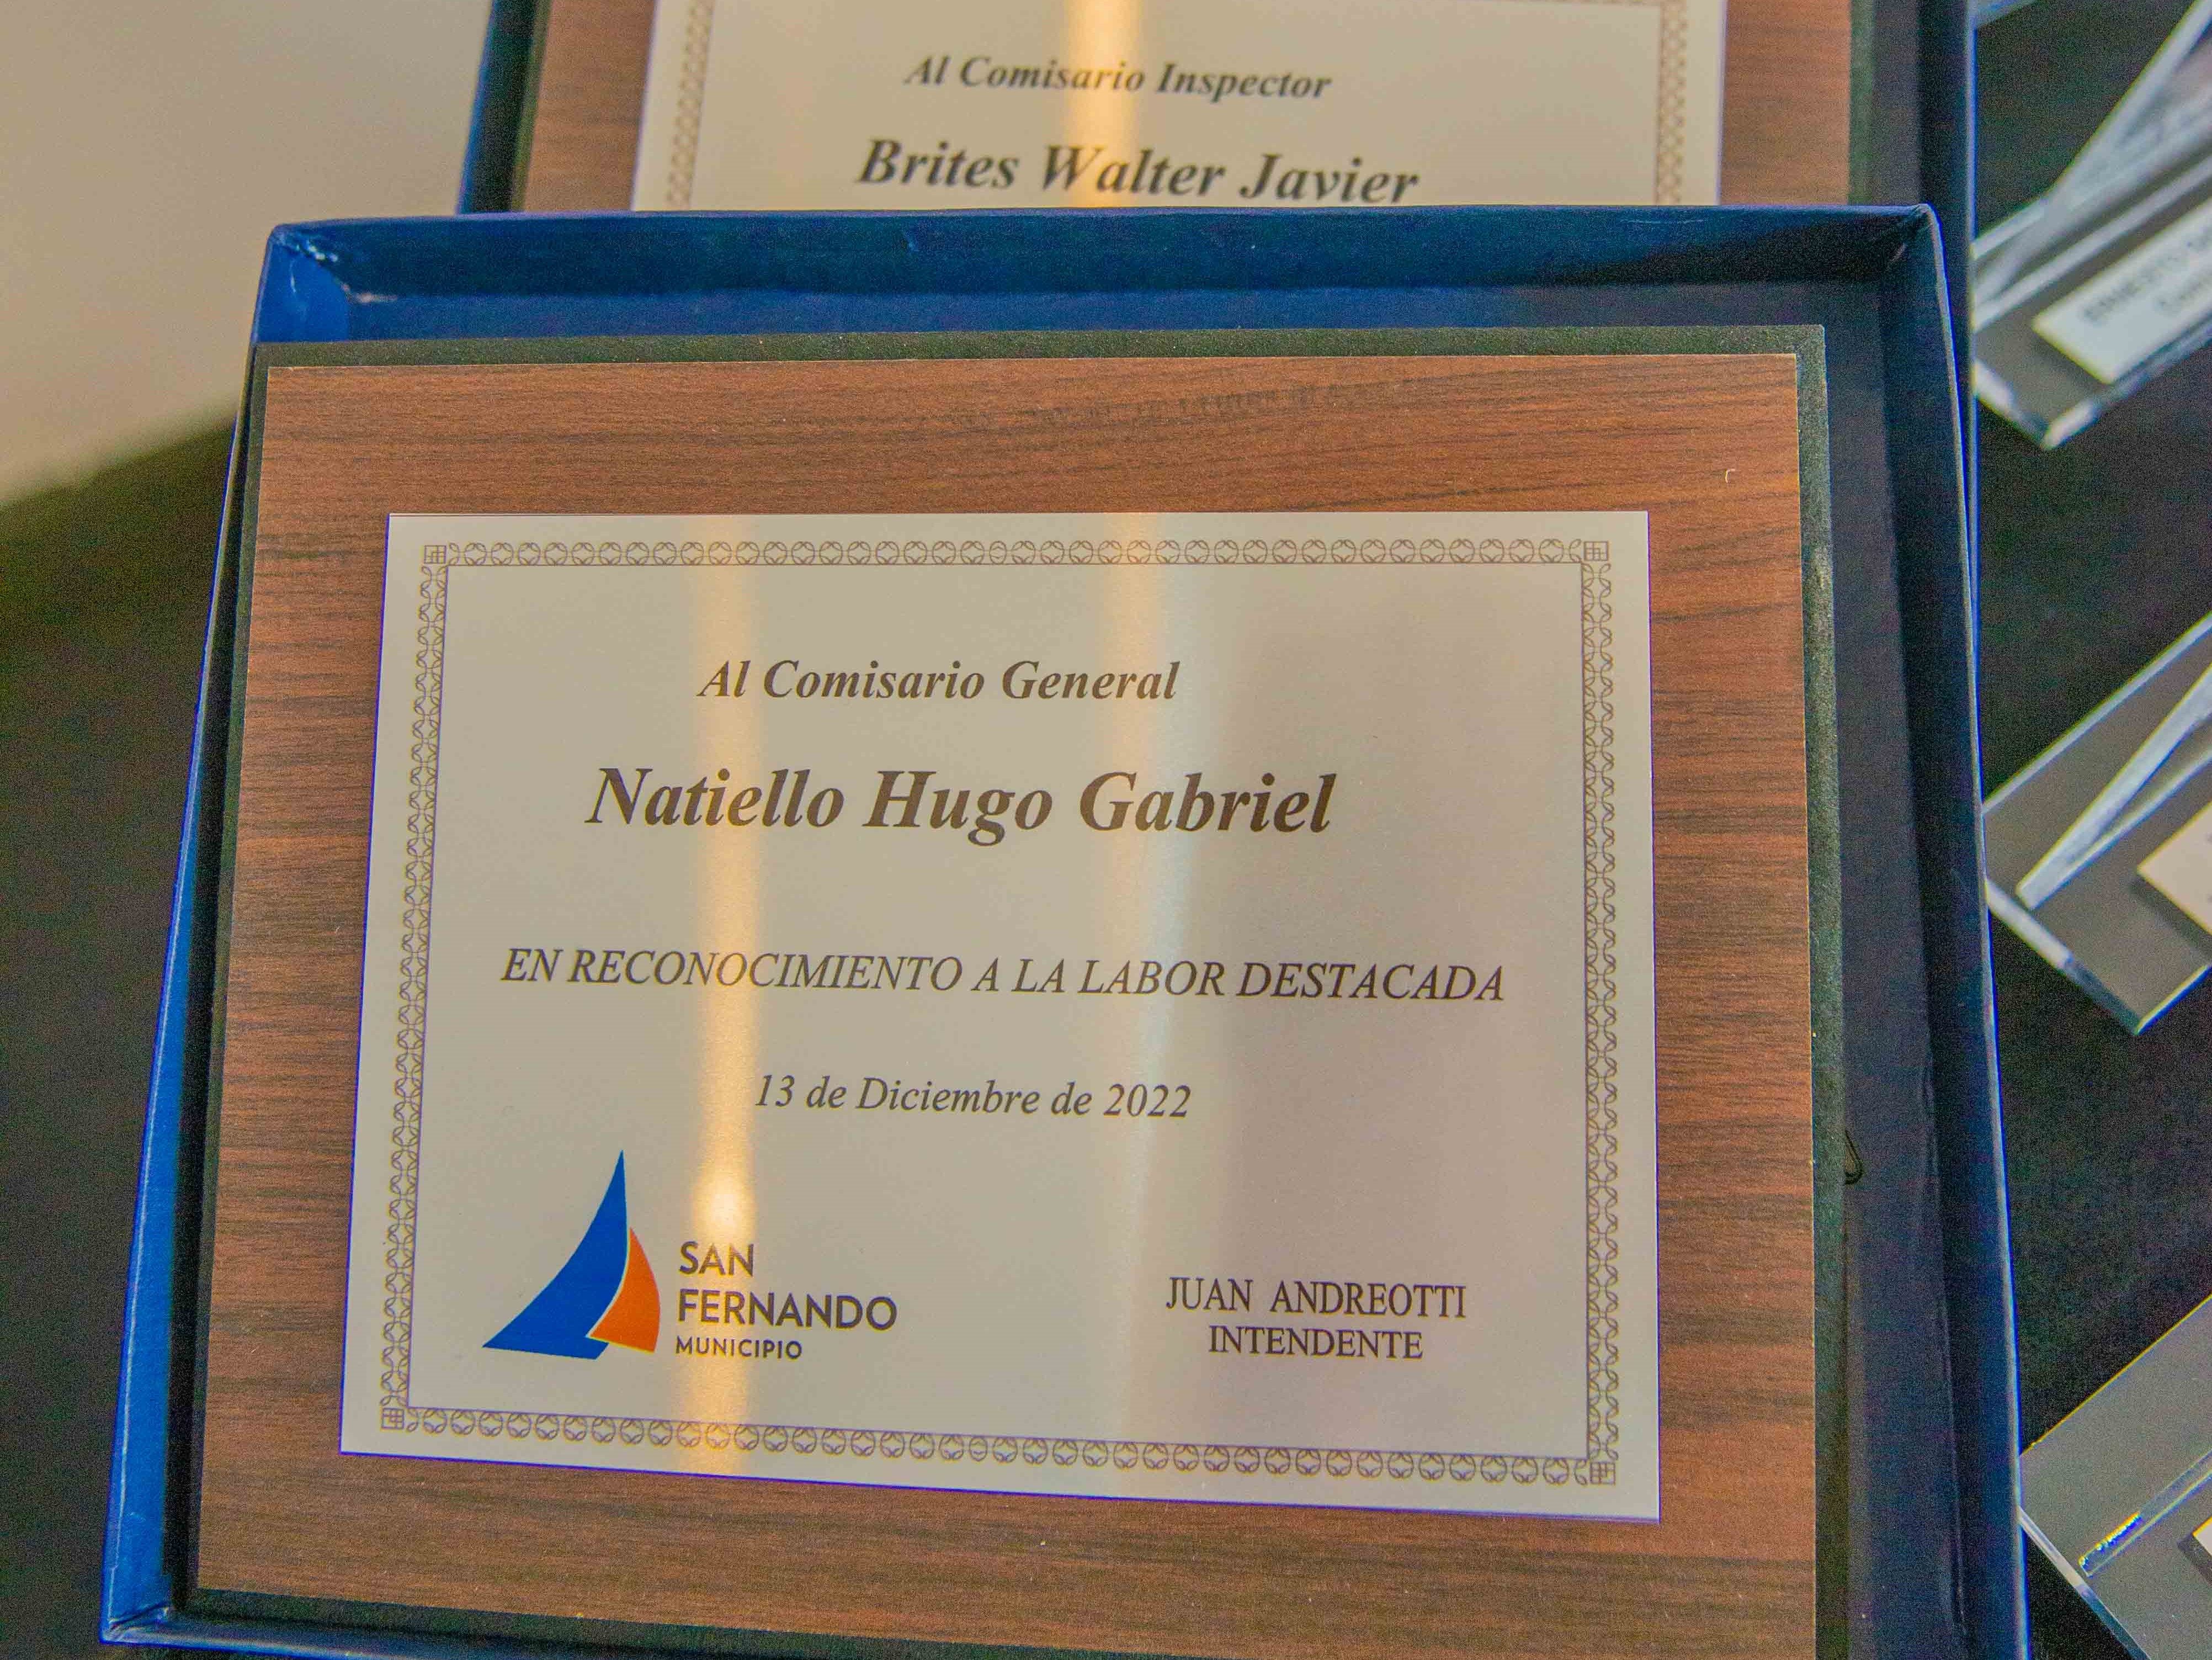 Al Comisario Inspector
Brites Walter Javier
Al Comisario General
Natiello Hugo Gabriel
EN RECONOCIMIENTO A LA LABOR DESTACADA
13 de Diciembre de 2022
SAN
FERNANDO
MUNICIPIO
JUAN ANDREOTTI
INTENDENTE